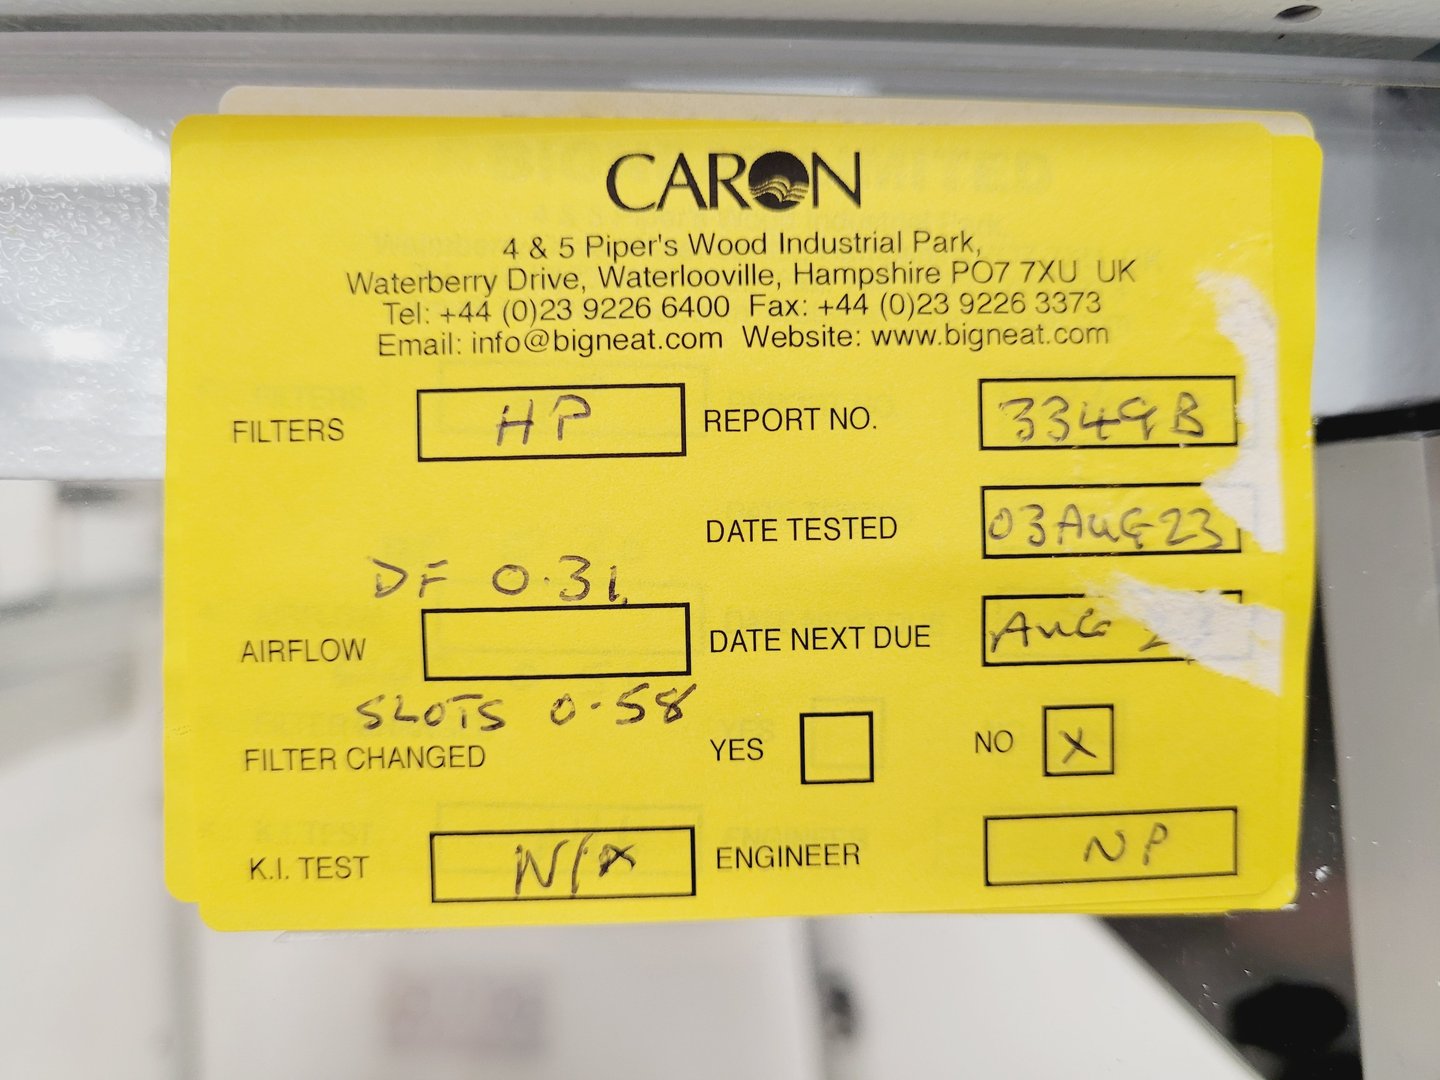 CARON
4 & 5 Piper's Wood Industrial Park,
Waterberry Drive, Waterlooville, Hampshire PO7 7XU UK
Tel: +44 (0)23 9226 6400 Fax: +44 (0)23 9226 3373
Email: info@bigneat.com Website: www.bigneat.com
FILTERS HP REPORT NO. 3349B
DATE TESTED 03 AUG 23
DF 0.31
AIRFLOW DATE NEXT DUE AUG
SLOTS 0.58
FILTER CHANGED YES NO X
K.I. TEST N/A ENGINEER NP